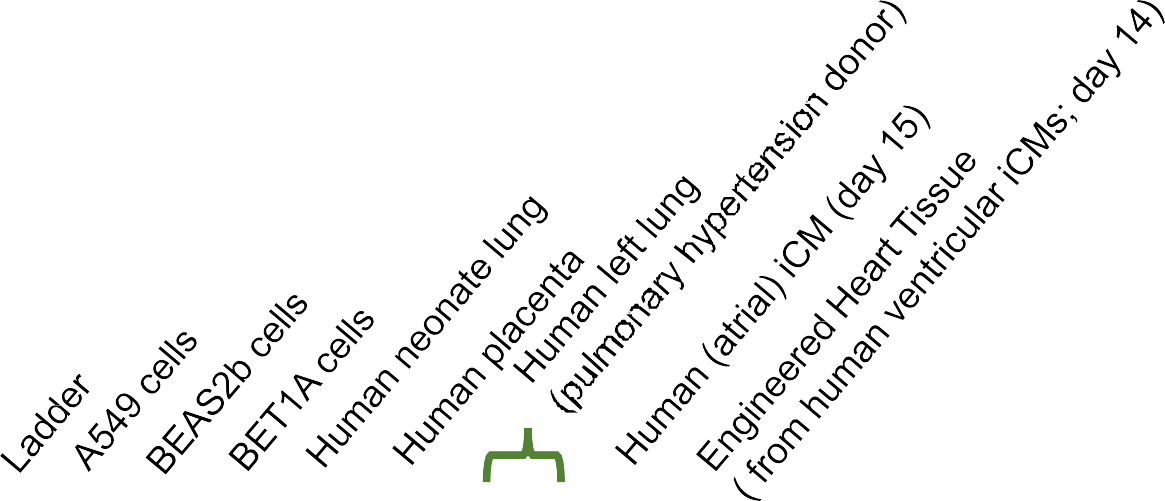 Ladder
A549 cells
BEAS2b cells
BET1A cells
Human neonate lung
Human placenta
Human left lung
(pulmonary hypertension donor)
Human (atrial) iCM (day 15)
Engineered Heart Tissue
( from human ventricular iCMs; day 14)